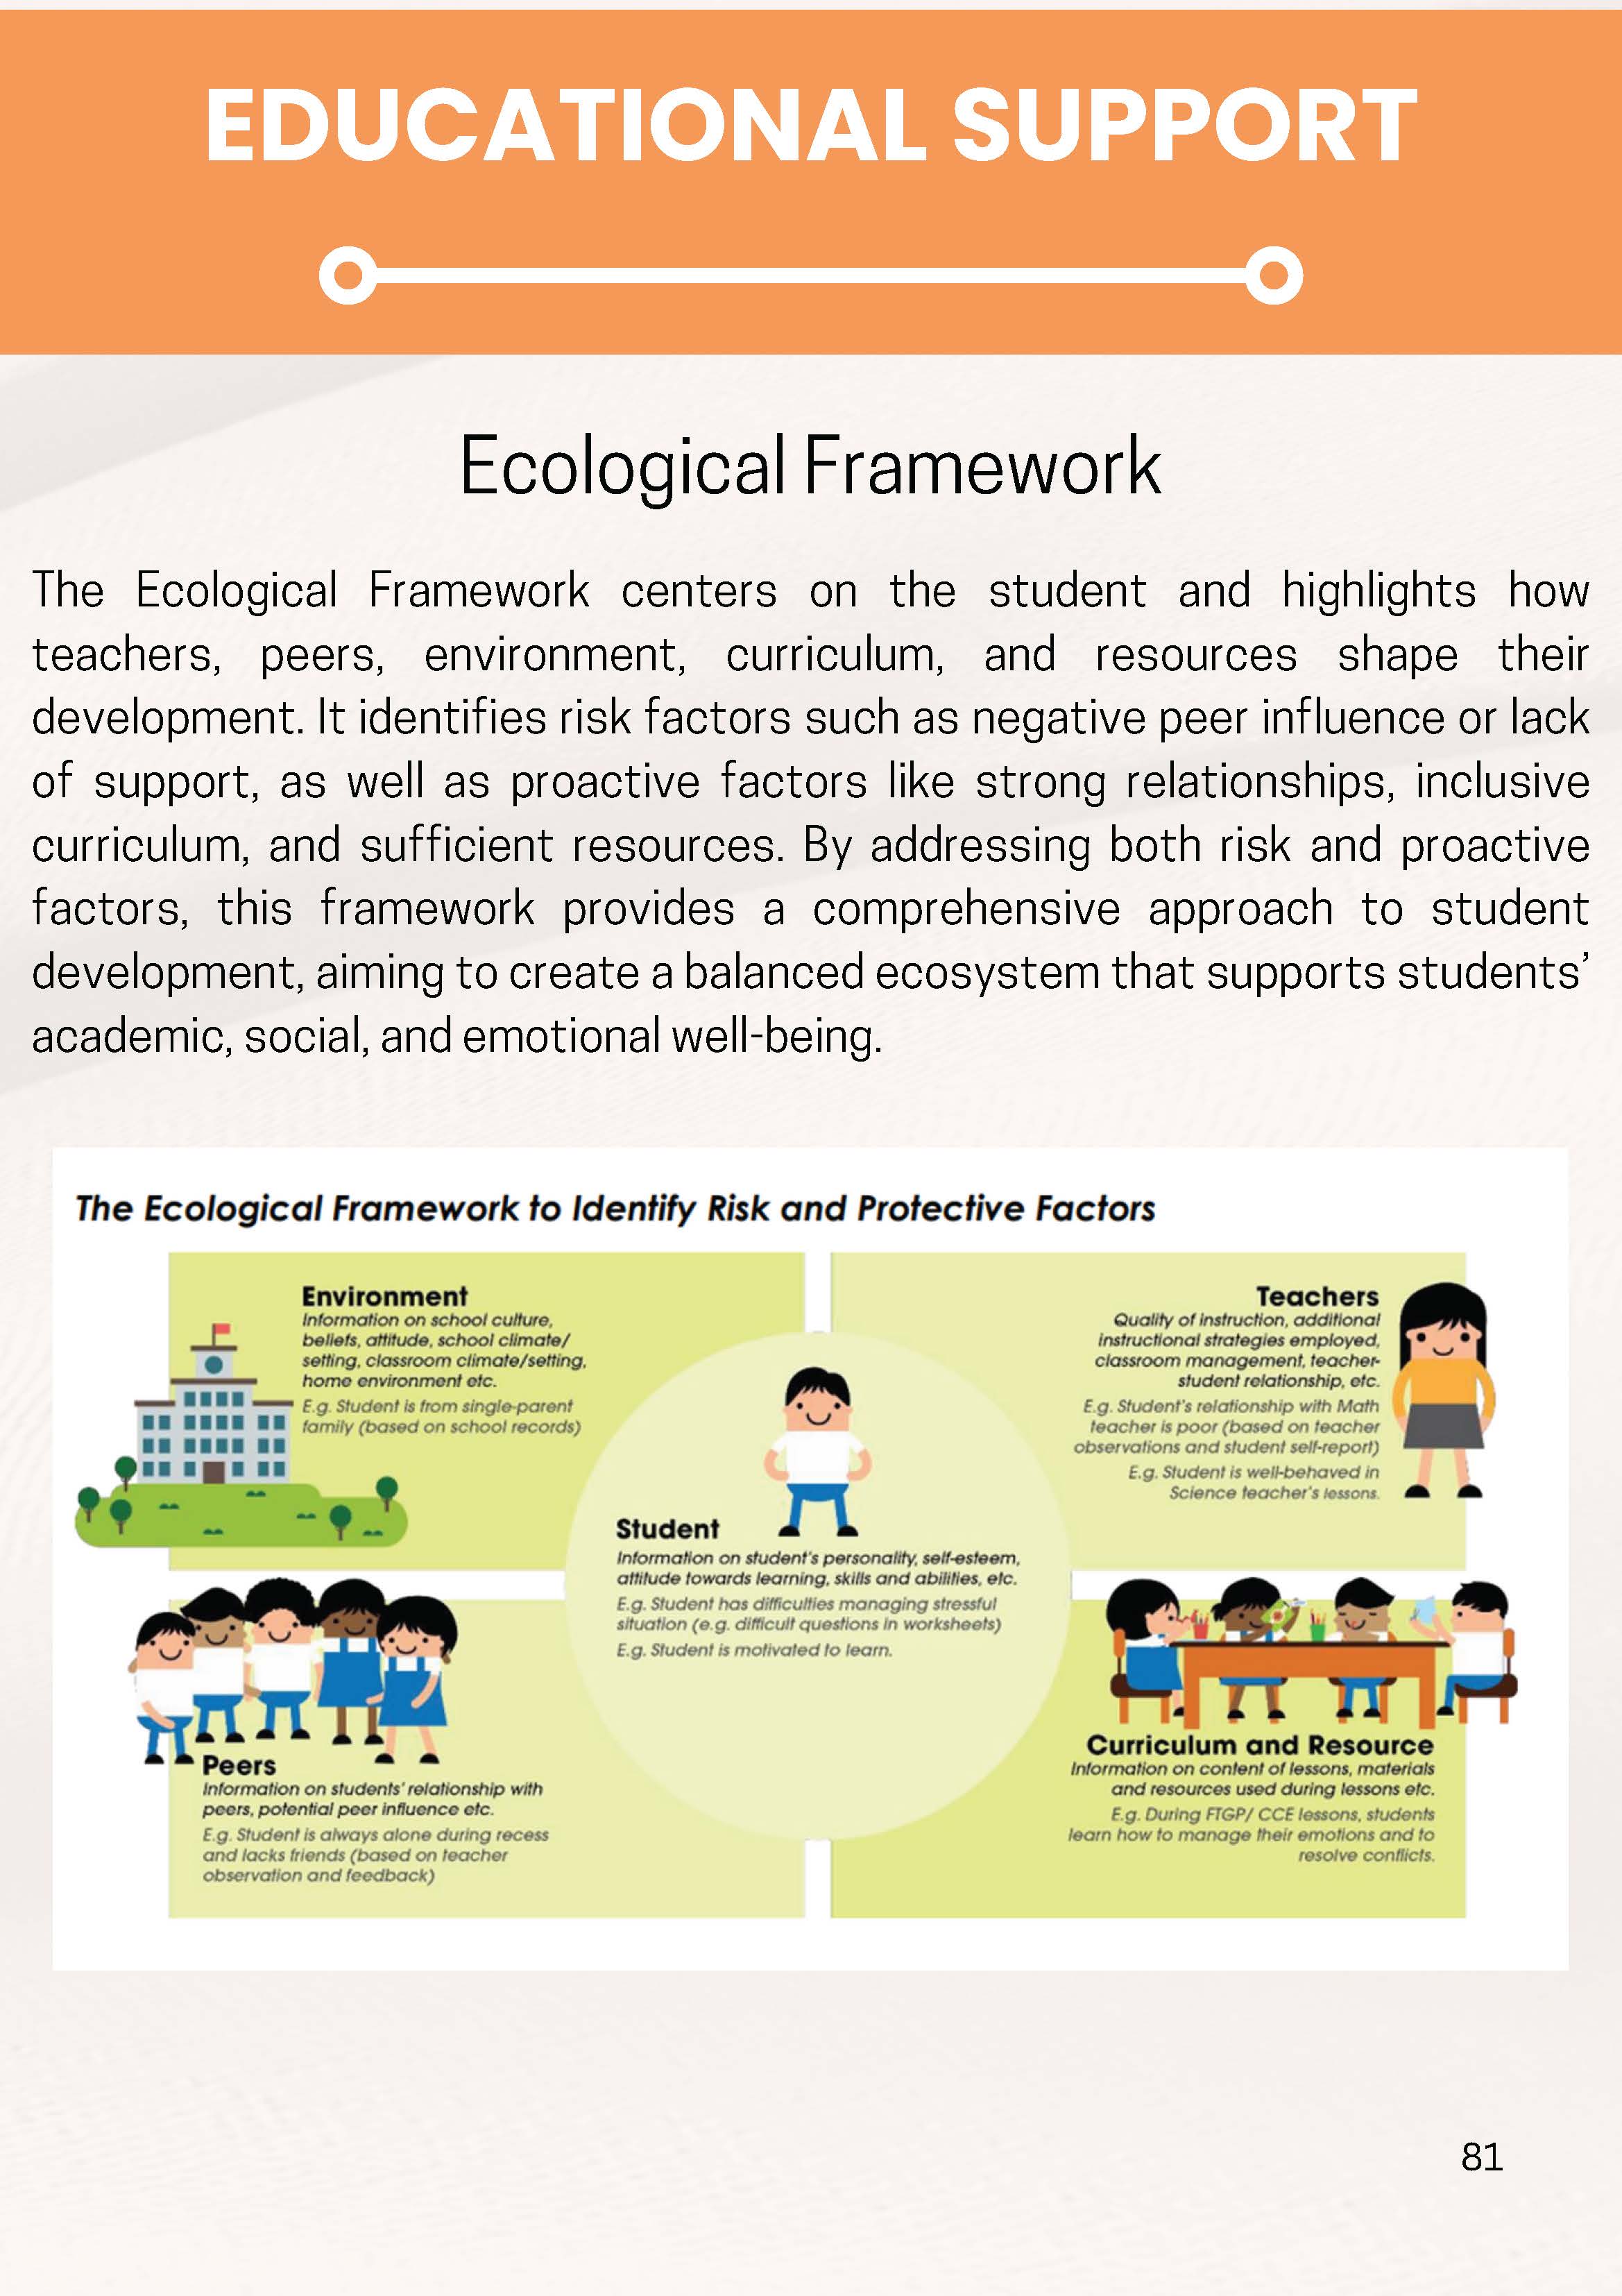 EDUCATIONAL SUPPORT
Ecological Framework
The Ecological Framework centers on the student and highlights how
teachers, peers, environment, curriculum, and resources shape their
development. It identifies risk factors such as negative peer influence or lack
of support, as well as proactive factors like strong relationships, inclusive
curriculum, and sufficient resources. By addressing both risk and proactive
factors, this framework provides a comprehensive approach to student
development, aiming to create a balanced ecosystem that supports students’
academic, social, and emotional well-being.
The Ecological Framework to Identify Risk and Protective Factors
Environment
Information on school culture,
beliefs, attitude, school climate/
setting, classroom climate/setting,
home environment etc.
E.g. Student is from single-parent
family (based on school records)
Teachers
Quality of instruction, additional
instructional strategies employed,
classroom management, teacher-
student relationship, etc.
E.g. Student's relationship with Math
teacher is poor (based on teacher
observations and student self-report)
E.g. Student is well-behaved in
Science teacher's lessons.
Student
Information on student's personality, self-esteem,
attitude towards learning, skills and abilities, etc.
E.g. Student has difficulties managing stressful
situation (e.g. difficult questions in worksheets)
E.g. Student is motivated to learn.
Peers
Information on students' relationship with
peers, potential peer influence etc.
E.g. Student is always alone during recess
and lacks friends (based on teacher
observation and feedback)
Curriculum and Resource
Information on content of lessons, materials
and resources used during lessons etc.
E.g. During FTGP/ CCE lessons, students
learn how to manage their emotions and to
resolve conflicts.
81